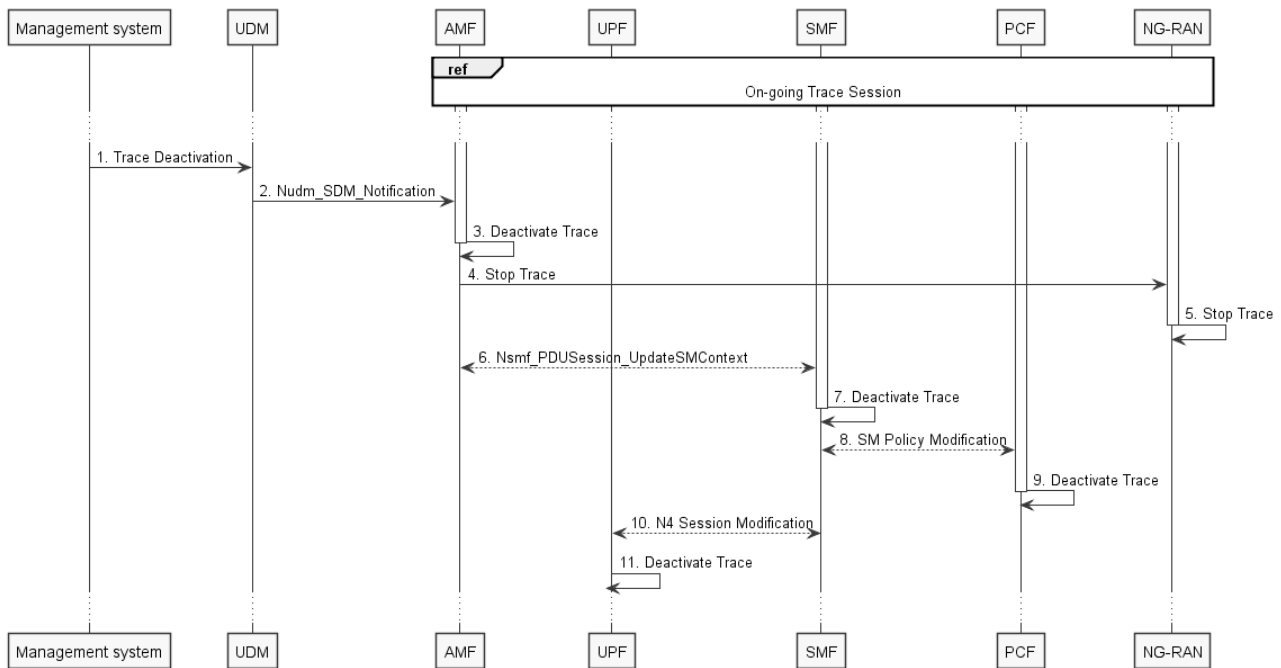 Management system
UDM
AMF
UPF
SMF
PCF
NG-RAN
ref
On-going Trace Session
1. Trace Deactivation
2. Nudm_SDM_Notification
3. Deactivate Trace
4. Stop Trace
5. Stop Trace
6. Nsmf_PDUSession_UpdateSMContext
7. Deactivate Trace
8. SM Policy Modification
9. Deactivate Trace
10. N4 Session Modification
11. Deactivate Trace
Management system
UDM
AMF
UPF
SMF
PCF
NG-RAN